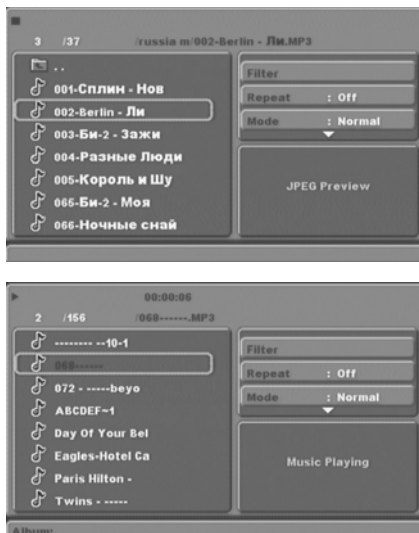 3 /37 /russia m/002-Berlin - Ли.MP3
..
001-Сплин - Нов
002-Berlin - Ли
003-Би-2 - Зажи
004-Разные Люди
005-Король и Шу
065-Би-2 - Моя
066-Ночные снай
Filter
Repeat : Off
Mode : Normal
JPEG Preview
00:00:06
2 /156 /068------.MP3
-------- --10-1
068------
072 - -----beyo
ABCDEF~1
Day Of Your Bel
Eagles-Hotel Ca
Paris Hilton -
Twins - -----
Filter
Repeat : Off
Mode : Normal
Music Playing
Album: